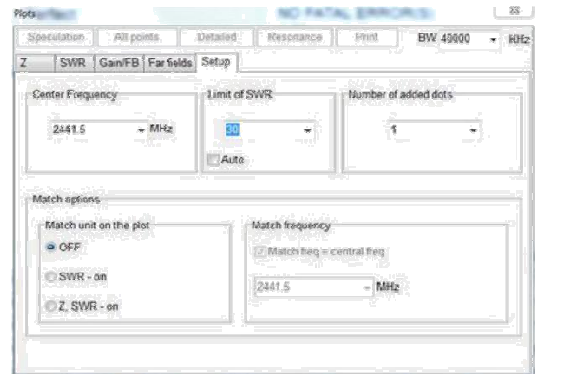 Plots
NO FATAL ERROR(S)
Speculation All points Detailed Resonance Print BW 40000 KHz
Z SWR Gain/FB Far fields Setup
Center Frequency Limit of SWR Number of added dots
2441.5 MHz 30 1
Auto
Match options
Match unit on the plot Match frequency
OFF Match freq = central freq
SWR - on
2441.5 MHz
Z, SWR - on